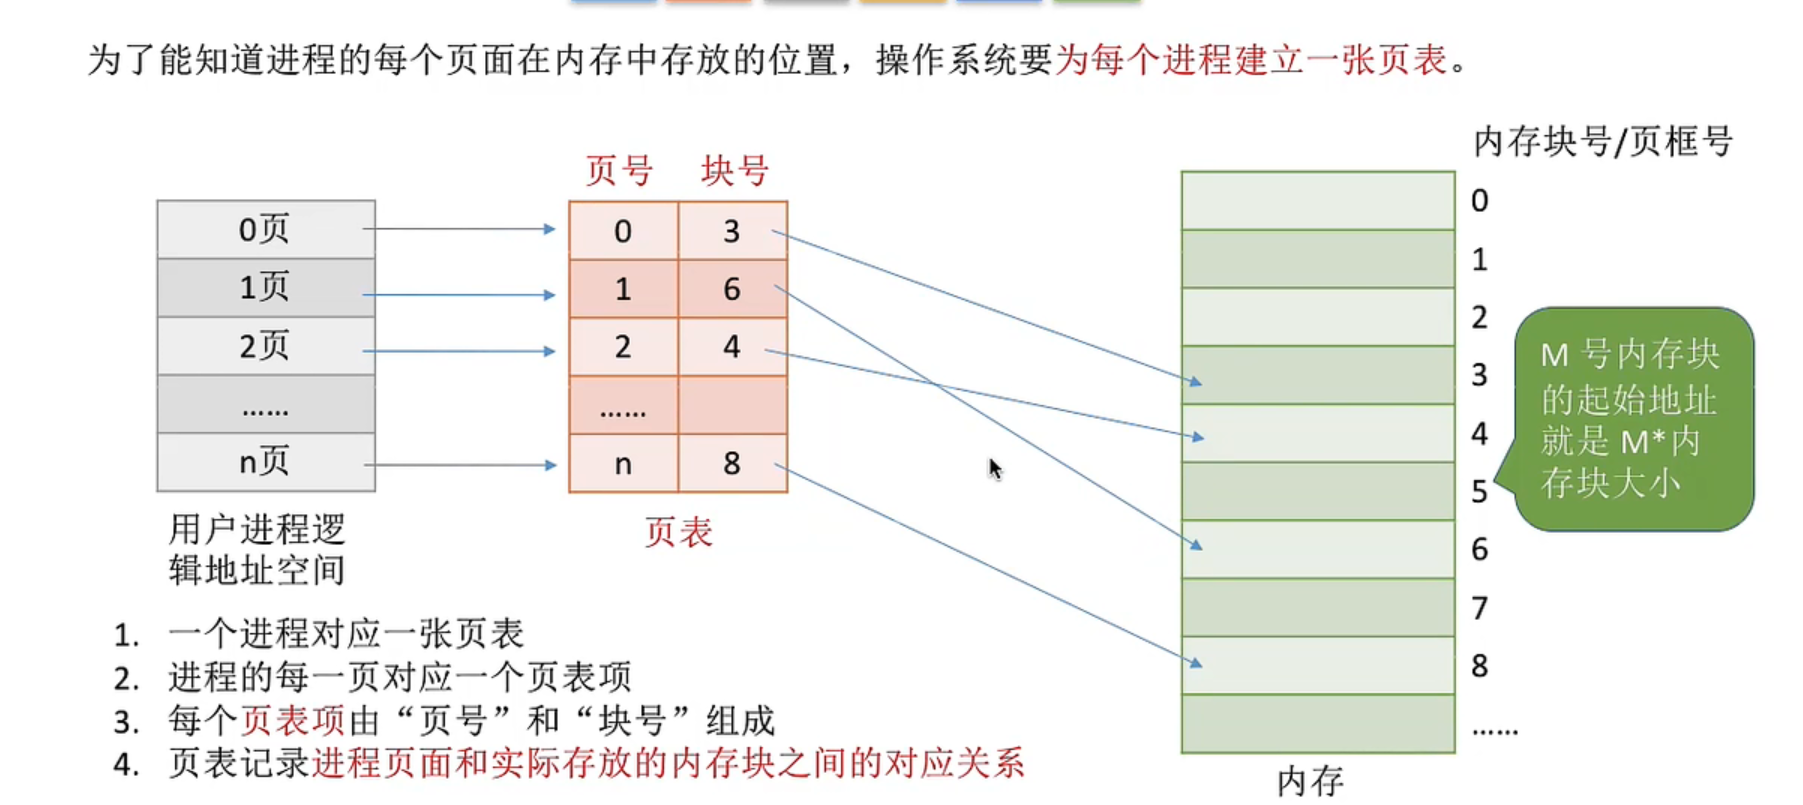 为了能知道进程的每个页面在内存中存放的位置，操作系统要为每个进程建立一张页表。
内存块号/页框号
页号 块号
0页
1页
2页
……
n页
0 3
1 6
2 4
……
n 8
用户进程逻
辑地址空间
页表
0
1
2
3
4
5
6
7
8
……
M 号内存块
的起始地址
就是 M*内
存块大小
内存
1. 一个进程对应一张页表
2. 进程的每一页对应一个页表项
3. 每个页表项由“页号”和“块号”组成
4. 页表记录进程页面和实际存放的内存块之间的对应关系